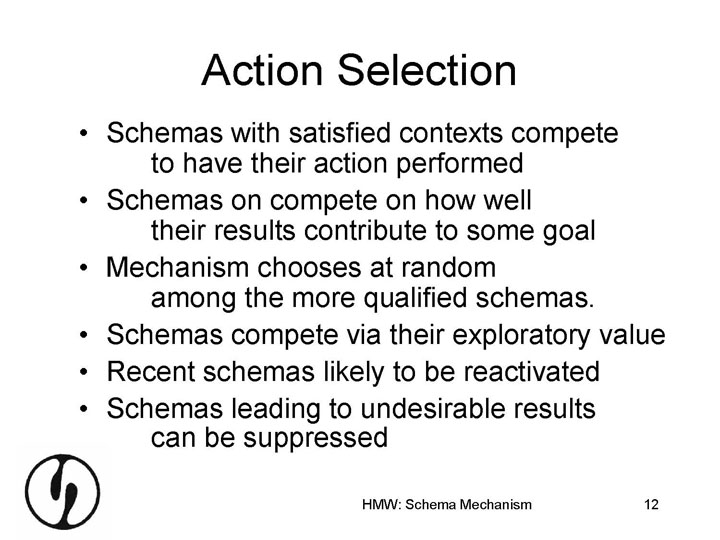 Action Selection
• Schemas with satisfied contexts compete
to have their action performed
• Schemas on compete on how well
their results contribute to some goal
• Mechanism chooses at random
among the more qualified schemas.
• Schemas compete via their exploratory value
• Recent schemas likely to be reactivated
• Schemas leading to undesirable results
can be suppressed
HMW: Schema Mechanism
12